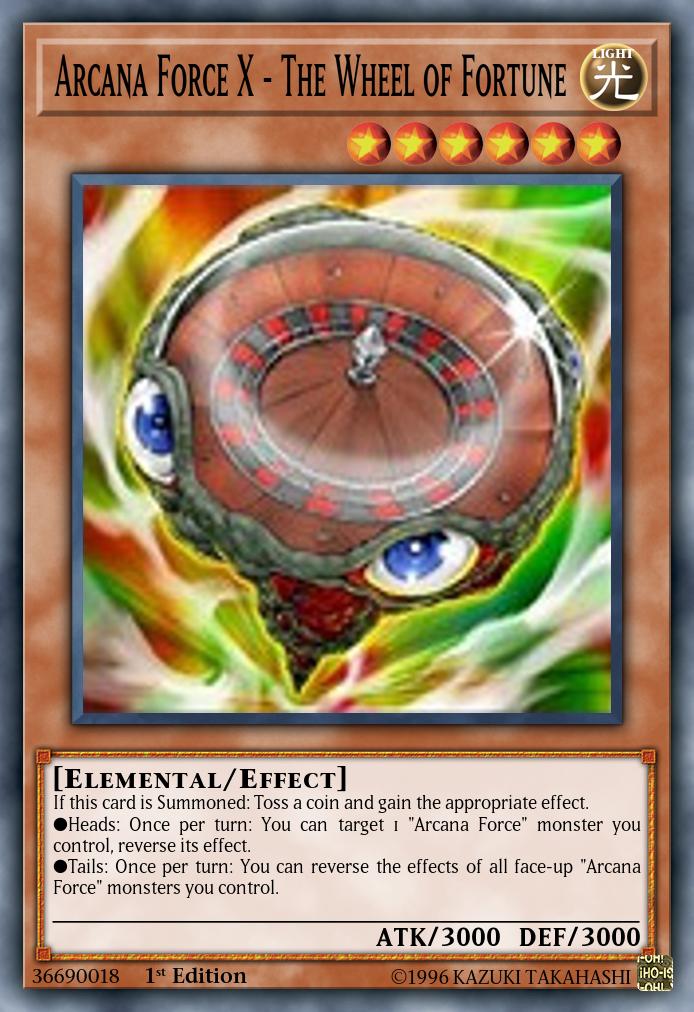 Arcana Force X - The Wheel of Fortune
LIGHT
光
[Elemental/Effect]
If this card is Summoned: Toss a coin and gain the appropriate effect.
●Heads: Once per turn: You can target 1 "Arcana Force" monster you
control, reverse its effect.
●Tails: Once per turn: You can reverse the effects of all face-up "Arcana
Force" monsters you control.
ATK/3000 DEF/3000
36690018 1st Edition ©1996 KAZUKI TAKAHASHI